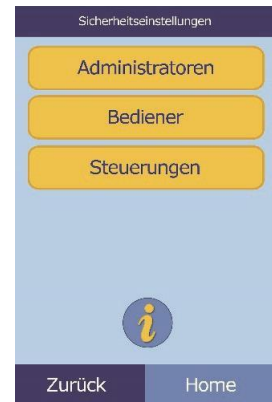 Sicherheitseinstellungen
Administratoren
Bediener
Steuerungen
i
Zurück Home